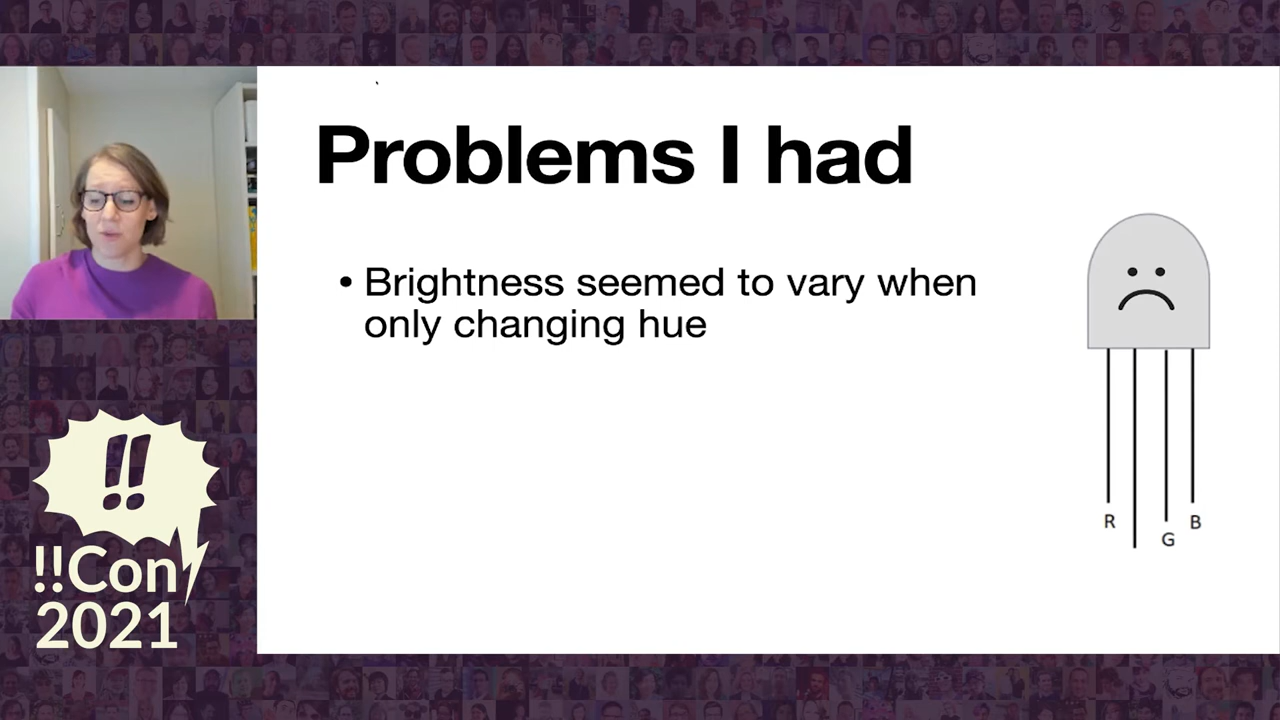 Problems I had
• Brightness seemed to vary when
only changing hue
R
G
B
!!
!!Con
2021